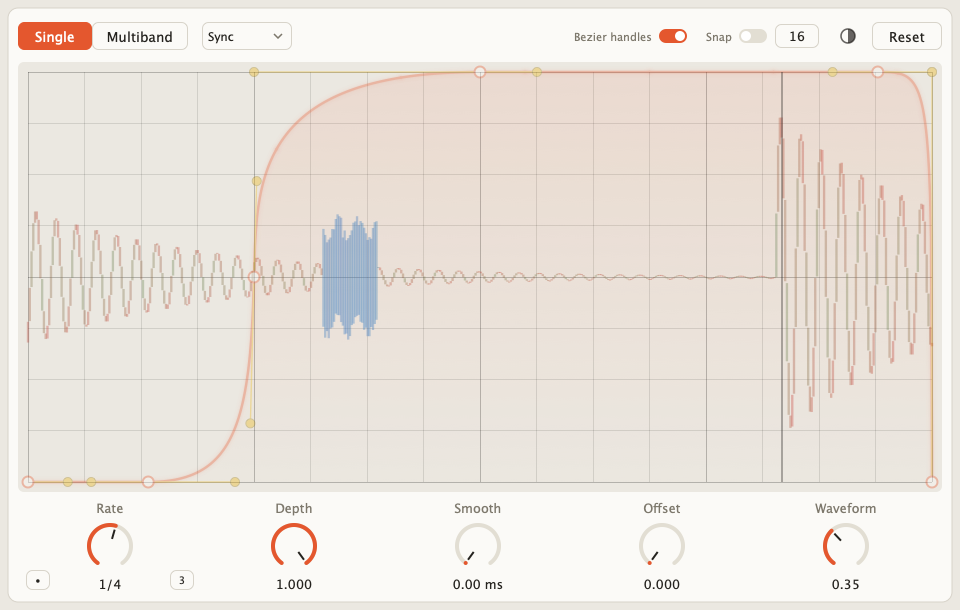 Single Multiband Sync Bezier handles Snap 16 Reset
Rate Depth Smooth Offset Waveform
• 1/4 3 1.000 0.00 ms 0.000 0.35